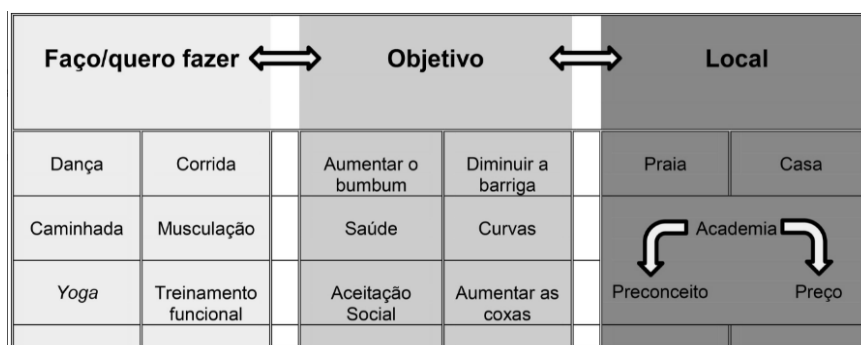 Faço/quero fazer
Objetivo
Local
Dança
Corrida
Aumentar o
bumbum
Diminuir a
barriga
Praia
Casa
Caminhada
Musculação
Saúde
Curvas
Academia
Yoga
Treinamento
funcional
Aceitação
Social
Aumentar as
coxas
Preconceito
Preço